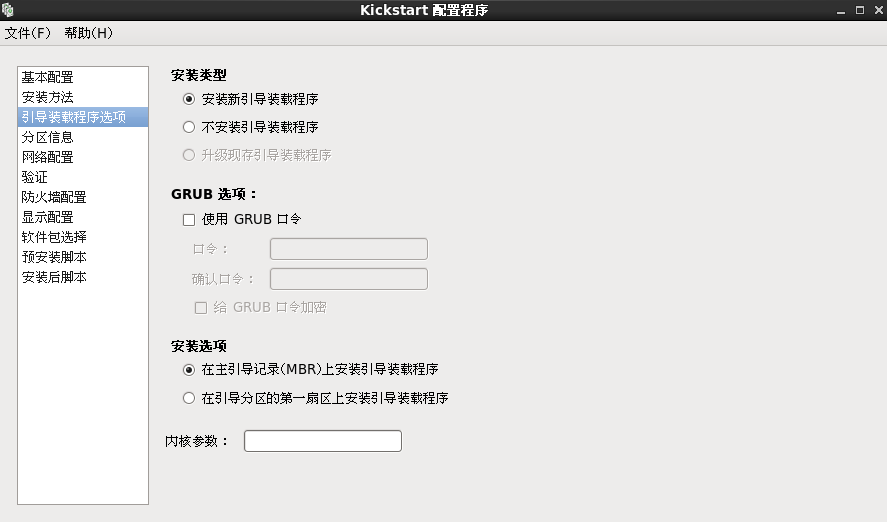 Kickstart 配置程序
文件(F) 帮助(H)
基本配置
安装方法
引导装载程序选项
分区信息
网络配置
验证
防火墙配置
显示配置
软件包选择
预安装脚本
安装后脚本
安装类型
安装新引导装载程序
不安装引导装载程序
升级现存引导装载程序
GRUB 选项：
使用 GRUB 口令
口令：
确认口令：
给 GRUB 口令加密
安装选项
在主引导记录(MBR)上安装引导装载程序
在引导分区的第一扇区上安装引导装载程序
内核参数：